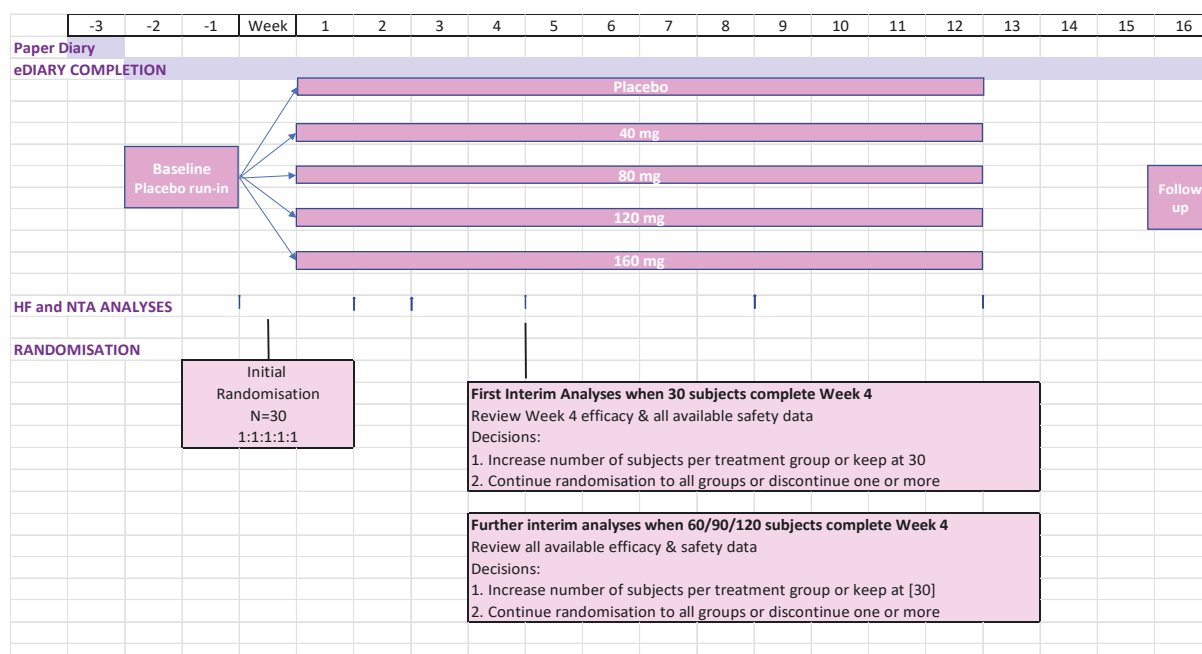 -3 -2 -1 Week 1 2 3 4 5 6 7 8 9 10 11 12 13 14 15 16
Paper Diary
eDIARY COMPLETION
Placebo
40 mg
Baseline
Placebo run-in
80 mg
Follow
up
120 mg
160 mg
HF and NTA ANALYSES
RANDOMISATION
Initial
Randomisation
N=30
1:1:1:1:1
First Interim Analyses when 30 subjects complete Week 4
Review Week 4 efficacy & all available safety data
Decisions:
1. Increase number of subjects per treatment group or keep at 30
2. Continue randomisation to all groups or discontinue one or more
Further interim analyses when 60/90/120 subjects complete Week 4
Review all available efficacy & safety data
Decisions:
1. Increase number of subjects per treatment group or keep at [30]
2. Continue randomisation to all groups or discontinue one or more